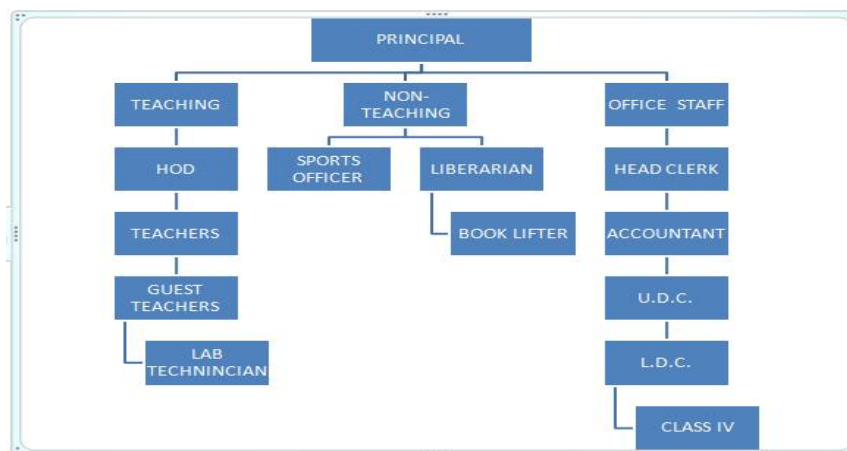 PRINCIPAL
TEACHING
NON-
TEACHING
OFFICE STAFF
HOD
SPORTS
OFFICER
LIBERARIAN
HEAD CLERK
TEACHERS
BOOK LIFTER
ACCOUNTANT
GUEST
TEACHERS
U.D.C.
LAB
TECHNINCIAN
L.D.C.
CLASS IV